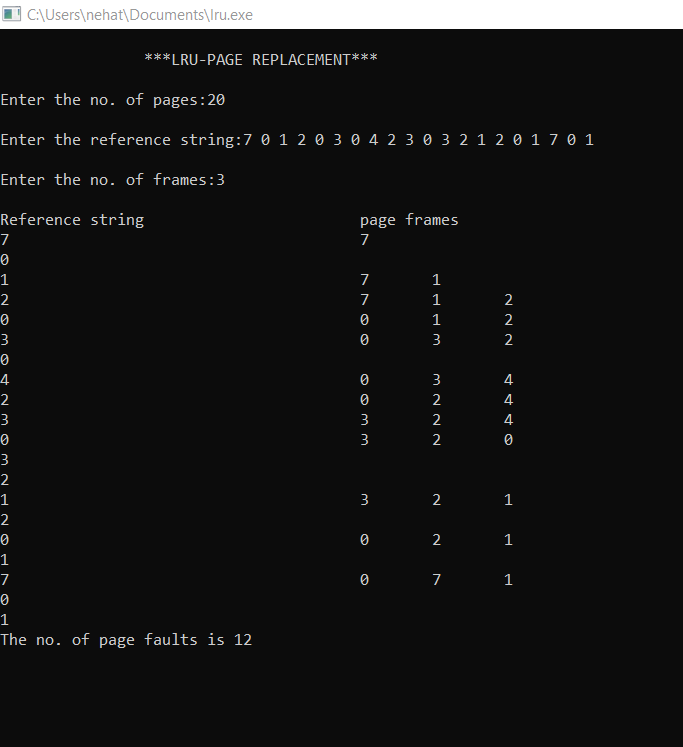 C:\Users\nehat\Documents\lru.exe
***LRU-PAGE REPLACEMENT***
Enter the no. of pages:20
Enter the reference string:7 0 1 2 0 3 0 4 2 3 0 3 2 1 2 0 1 7 0 1
Enter the no. of frames:3
Reference string page frames
7 7
0
1 7 1
2 7 1 2
0 0 1 2
3 0 3 2
0
4 0 3 4
2 0 2 4
3 3 2 4
0 3 2 0
3
2
1 3 2 1
2
0 0 2 1
1
7 0 7 1
0
1
The no. of page faults is 12